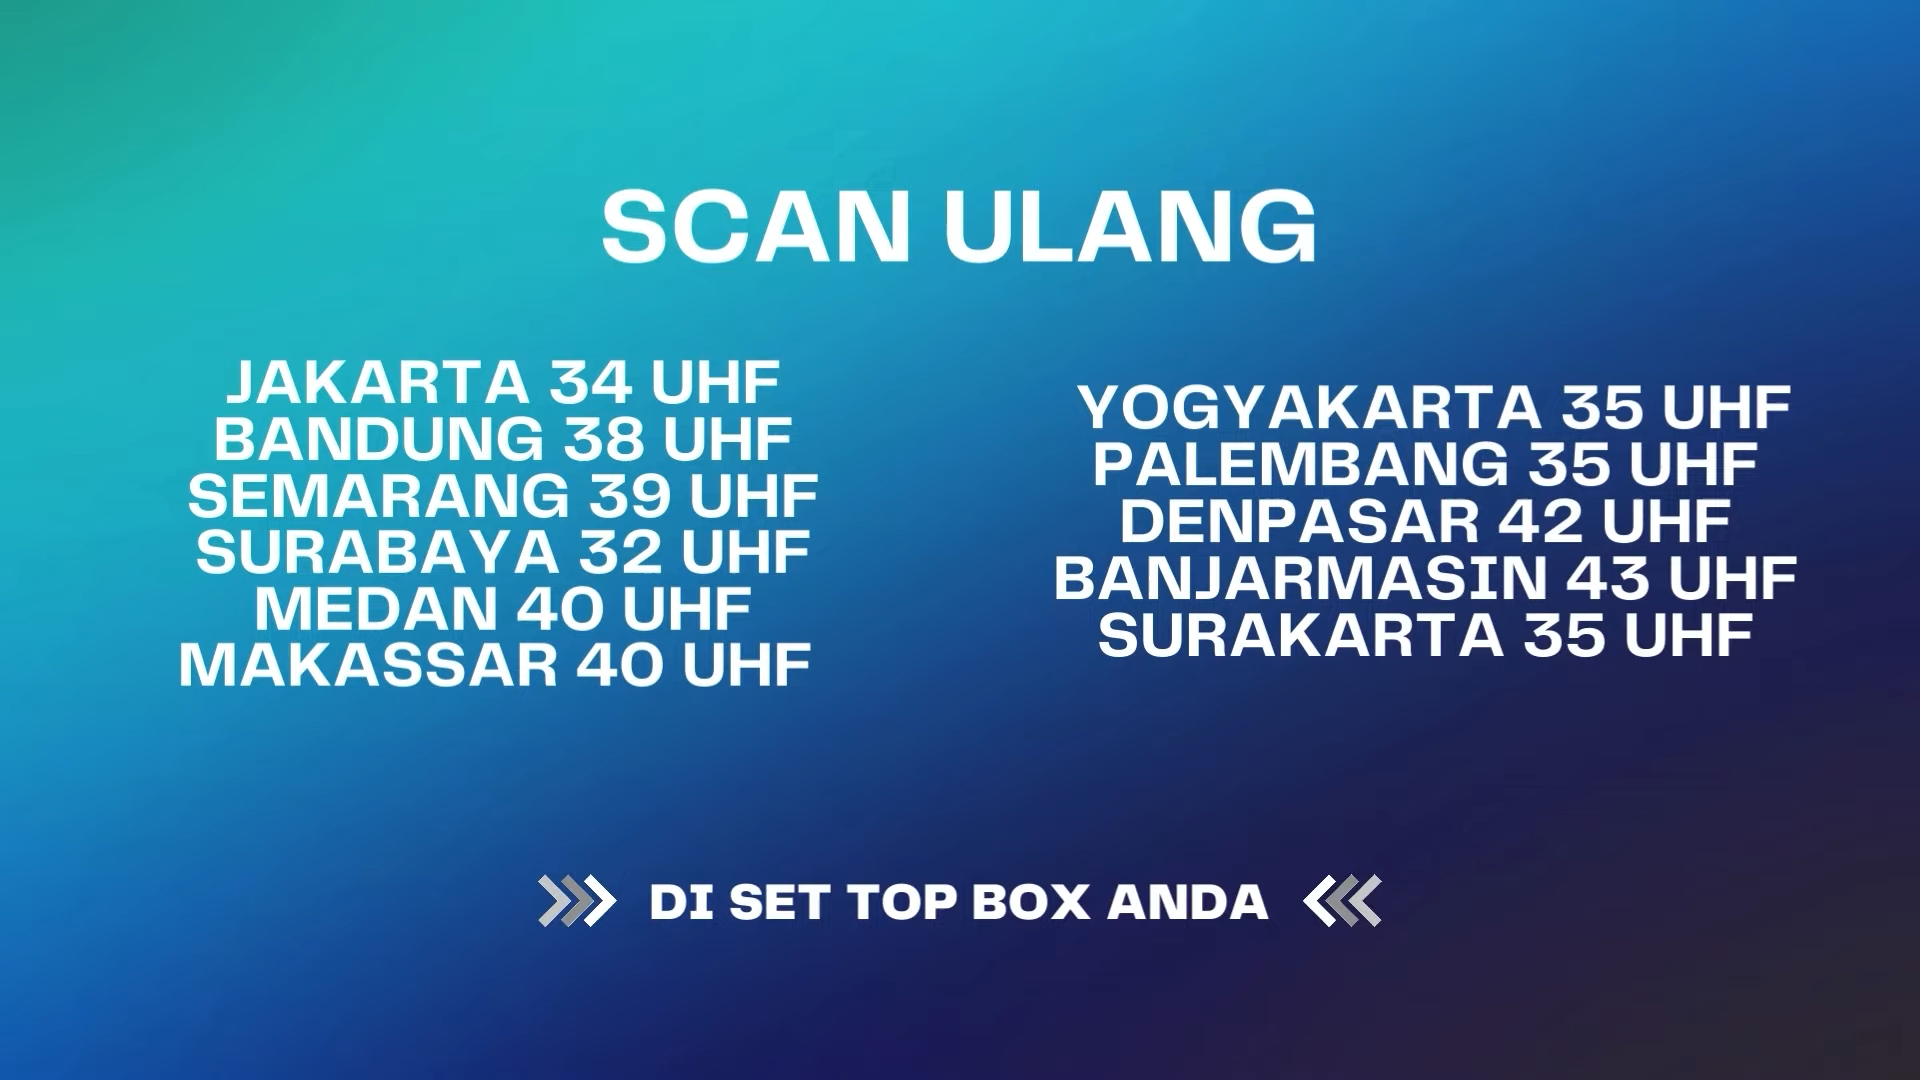 SCAN ULANG
JAKARTA 34 UHF
BANDUNG 38 UHF
SEMARANG 39 UHF
SURABAYA 32 UHF
MEDAN 40 UHF
MAKASSAR 40 UHF
YOGYAKARTA 35 UHF
PALEMBANG 35 UHF
DENPASAR 42 UHF
BANJARMASIN 43 UHF
SURAKARTA 35 UHF
DI SET TOP BOX ANDA